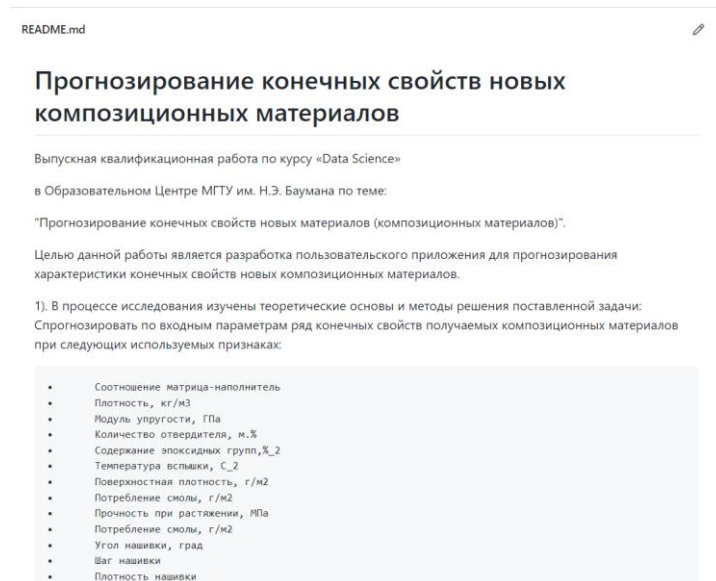 README.md
Прогнозирование конечных свойств новых
композиционных материалов
Выпускная квалификационная работа по курсу «Data Science»
в Образовательном Центре МГТУ им. Н.Э. Баумана по теме:
"Прогнозирование конечных свойств новых материалов (композиционных материалов)".
Целью данной работы является разработка пользовательского приложения для прогнозирования
характеристики конечных свойств новых композиционных материалов.
1). В процессе исследования изучены теоретические основы и методы решения поставленной задачи:
Спрогнозировать по входным параметрам ряд конечных свойств получаемых композиционных материалов
при следующих используемых признаках:
• Соотношение матрица-наполнитель
• Плотность, кг/м3
• Модуль упругости, ГПа
• Количество отвердителя, м.%
• Содержание эпоксидных групп,%_2
• Температура вспышки, С_2
• Поверхностная плотность, г/м2
• Потребление смолы, г/м2
• Прочность при растяжении, МПа
• Потребление смолы, г/м2
• Угол нашивки, град
• Шаг нашивки
• Плотность нашивки